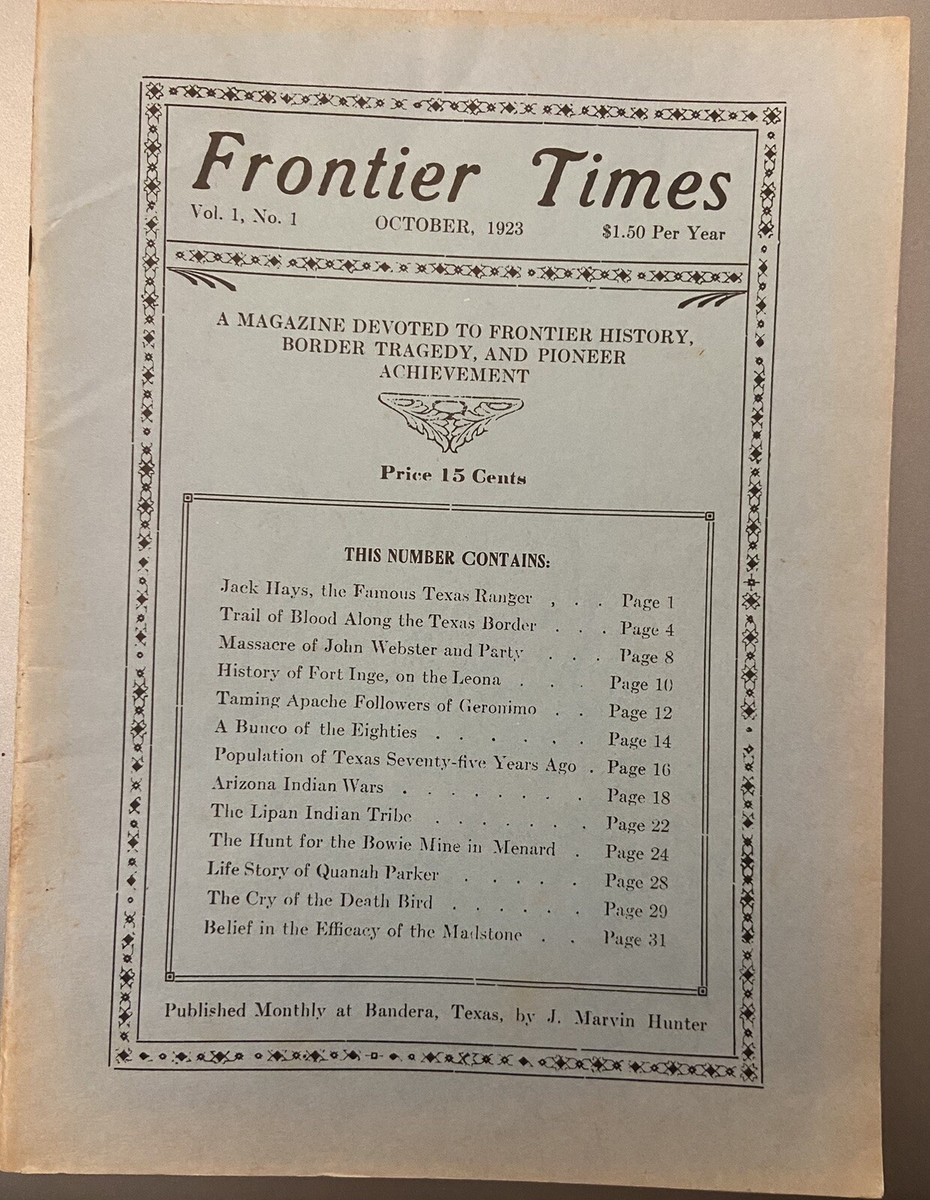 Frontier Times
Vol. 1, No. 1 OCTOBER, 1923 $1.50 Per Year
A MAGAZINE DEVOTED TO FRONTIER HISTORY,
BORDER TRAGEDY, AND PIONEER
ACHIEVEMENT
Price 15 Cents
THIS NUMBER CONTAINS:
Jack Hays, the Famous Texas Ranger , . . Page 1
Trail of Blood Along the Texas Border . . . Page 4
Massacre of John Webster and Party . . . Page 8
History of Fort Inge, on the Leona . . . Page 10
Taming Apache Followers of Geronimo . . Page 12
A Bunco of the Eighties . . . . . . Page 14
Population of Texas Seventy-five Years Ago . Page 16
Arizona Indian Wars . . . . . . . Page 18
The Lipan Indian Tribe . . . . . . Page 22
The Hunt for the Bowie Mine in Menard . Page 24
Life Story of Quanah Parker . . . . . Page 28
The Cry of the Death Bird . . . . . . Page 29
Belief in the Efficacy of the Madstone . . Page 31
Published Monthly at Bandera, Texas, by J. Marvin Hunter